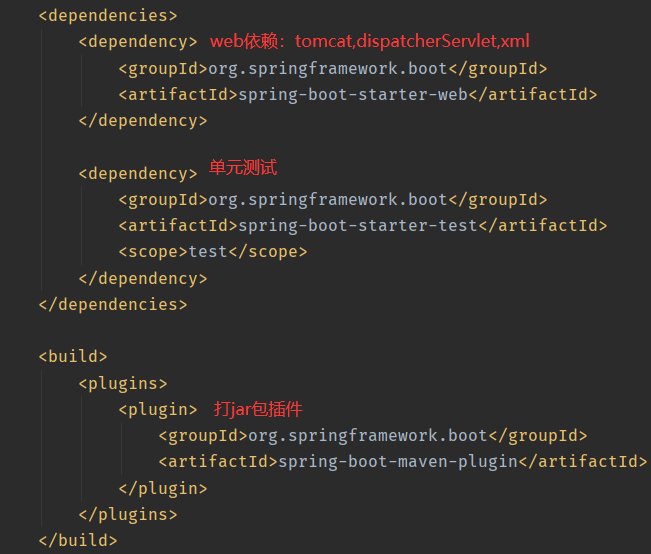 <dependencies>
<dependency> web依赖：tomcat,dispatcherServlet,xml
<groupId>org.springframework.boot</groupId>
<artifactId>spring-boot-starter-web</artifactId>
</dependency>
<dependency> 单元测试
<groupId>org.springframework.boot</groupId>
<artifactId>spring-boot-starter-test</artifactId>
<scope>test</scope>
</dependency>
</dependencies>
<build>
<plugins>
<plugin> 打jar包插件
<groupId>org.springframework.boot</groupId>
<artifactId>spring-boot-maven-plugin</artifactId>
</plugin>
</plugins>
</build>